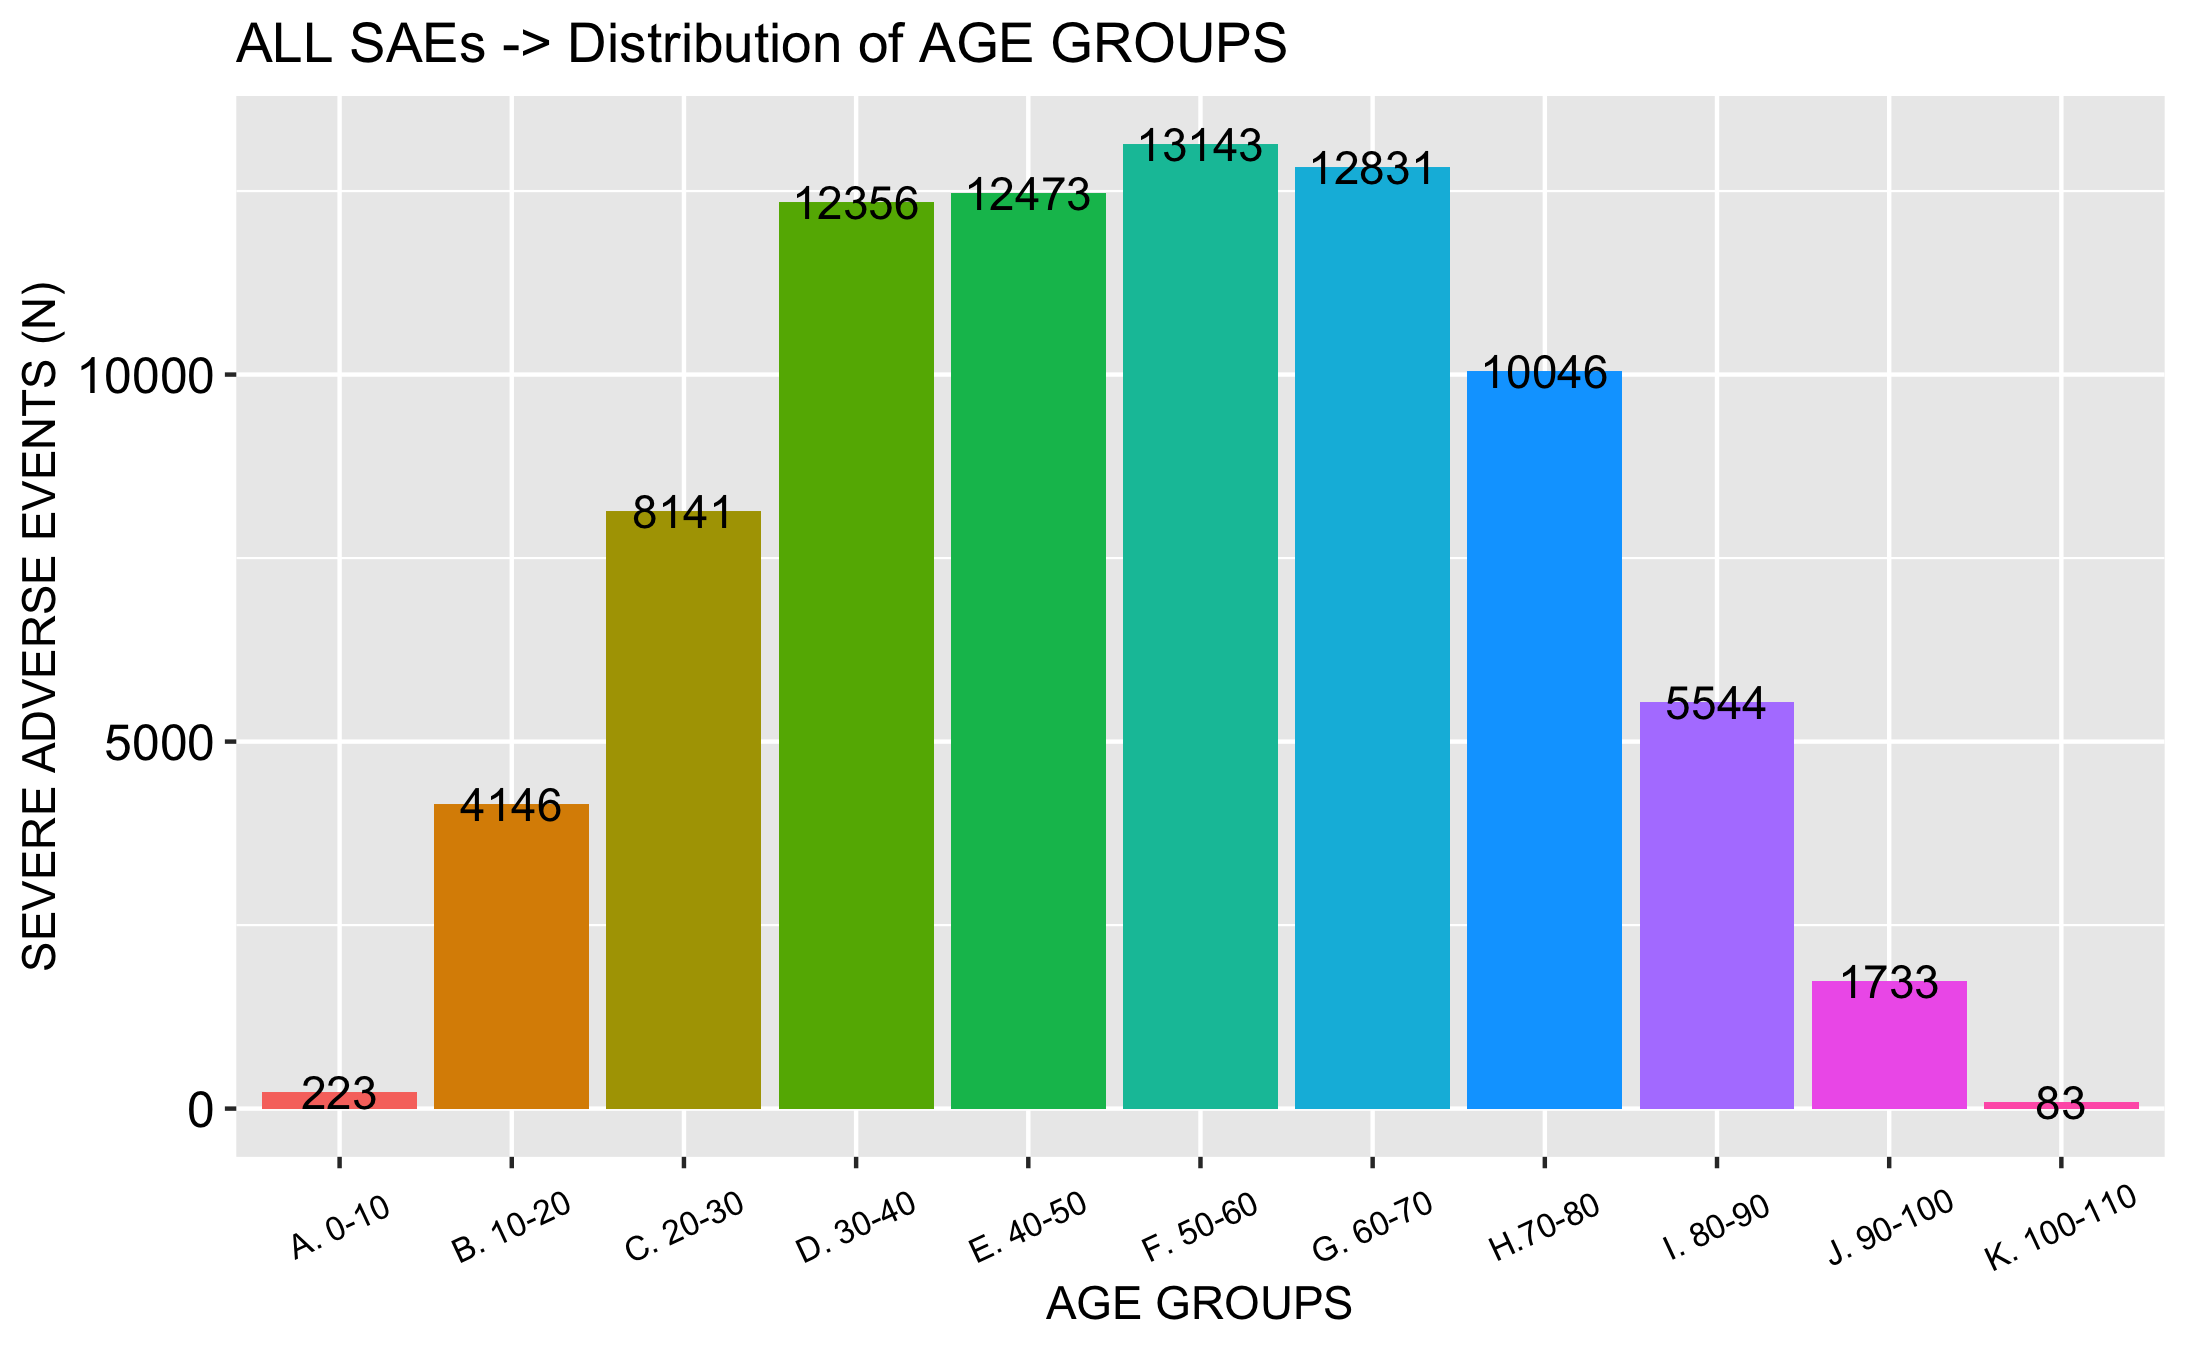 ALL SAEs -> Distribution of AGE GROUPS
SEVERE ADVERSE EVENTS (N)
10000
5000
0
223
4146
8141
12356
12473
13143
12831
10046
5544
1733
83
A. 0-10
B. 10-20
C. 20-30
D. 30-40
E. 40-50
F. 50-60
G. 60-70
H.70-80
I. 80-90
J. 90-100
K. 100-110
AGE GROUPS